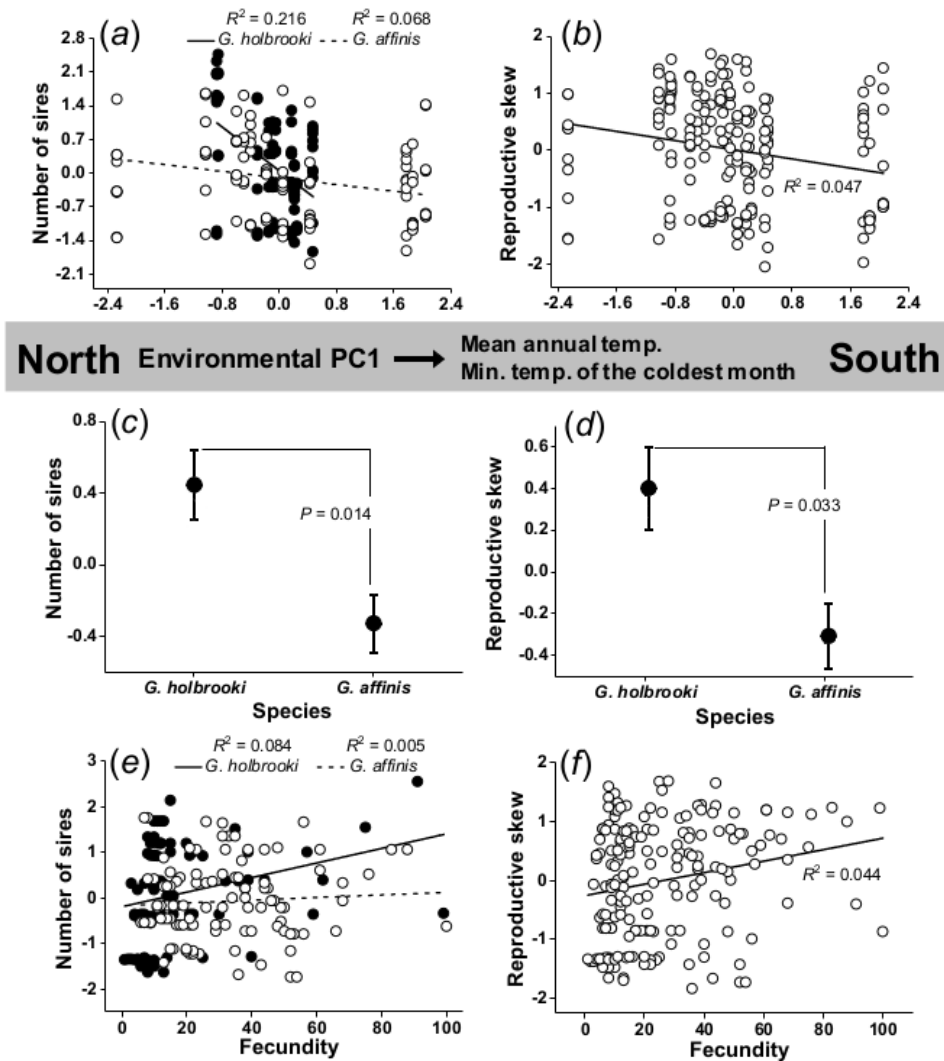 R² = 0.216 R² = 0.068
(a) G. holbrooki G. affinis
(b)
Number of sires
2.8
2.1
1.4
0.7
0.0
-0.7
-1.4
-2.1
-2.4 -1.6 -0.8 0.0 0.8 1.6 2.4
Reproductive skew
2
1
0
-1
-2
R² = 0.047
-2.4 -1.6 -0.8 0.0 0.8 1.6 2.4
North Environmental PC1
Mean annual temp.
Min. temp. of the coldest month
South
(c)
Number of sires
0.8
0.4
0.0
-0.4
P = 0.014
G. holbrooki G. affinis
Species
(d)
Reproductive skew
0.6
0.4
0.2
0.0
-0.2
-0.4
P = 0.033
G. holbrooki G. affinis
Species
R² = 0.084 R² = 0.005
(e) G. holbrooki G. affinis
Number of sires
3
2
1
0
-1
-2
0 20 40 60 80 100
Fecundity
(f)
Reproductive skew
2
1
0
-1
-2
R² = 0.044
0 20 40 60 80 100
Fecundity